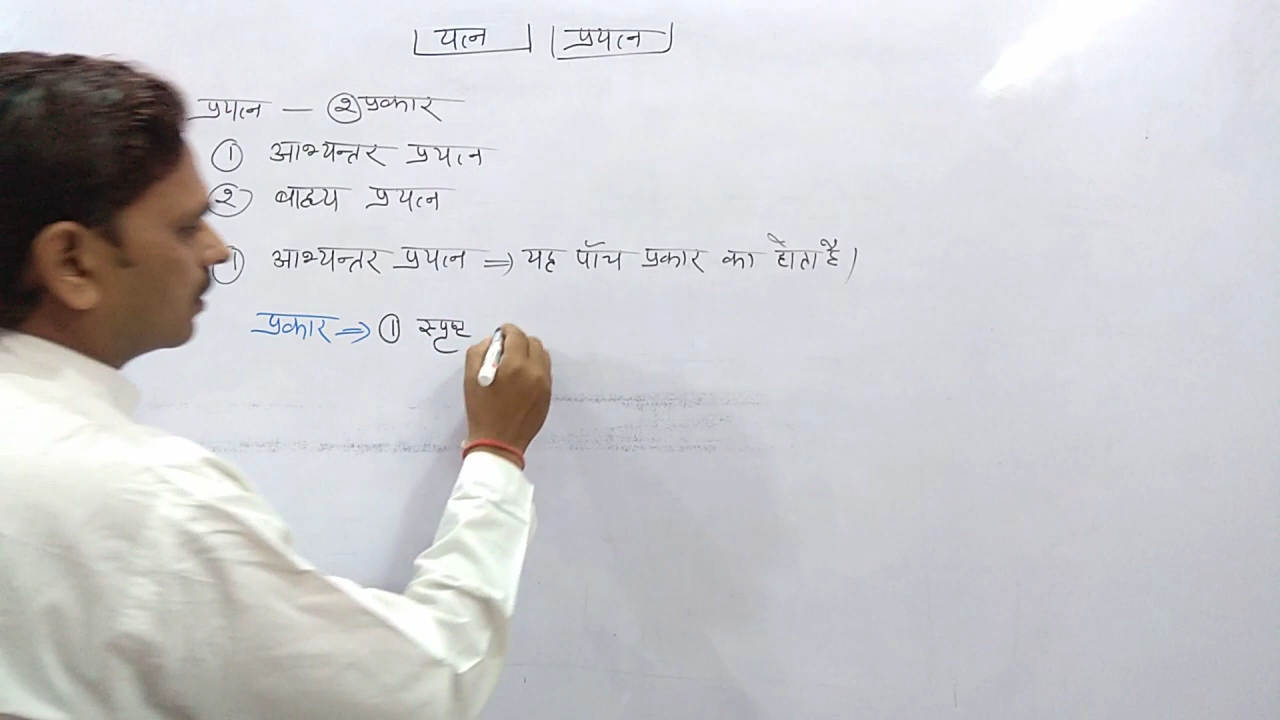 यत्न प्रयत्न
प्रयत्न — २ प्रकार
① आभ्यन्तर प्रयत्न
२ बाह्य प्रयत्न
① आभ्यन्तर प्रयत्न ⇒ यह पाँच प्रकार का होता है।
प्रकार ⇒ ① स्पृष्ट